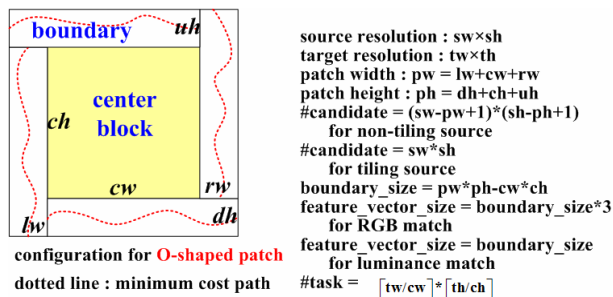 boundary
uh
center
block
ch
cw
rw
lw
dh
configuration for O-shaped patch
dotted line : minimum cost path
source resolution : sw×sh
target resolution : tw×th
patch width : pw = lw+cw+rw
patch height : ph = dh+ch+uh
#candidate = (sw-pw+1)*(sh-ph+1)
for non-tiling source
#candidate = sw*sh
for tiling source
boundary_size = pw*ph-cw*ch
feature_vector_size = boundary_size*3
for RGB match
feature_vector_size = boundary_size
for luminance match
#task = ⌈tw/cw⌉*⌈th/ch⌉